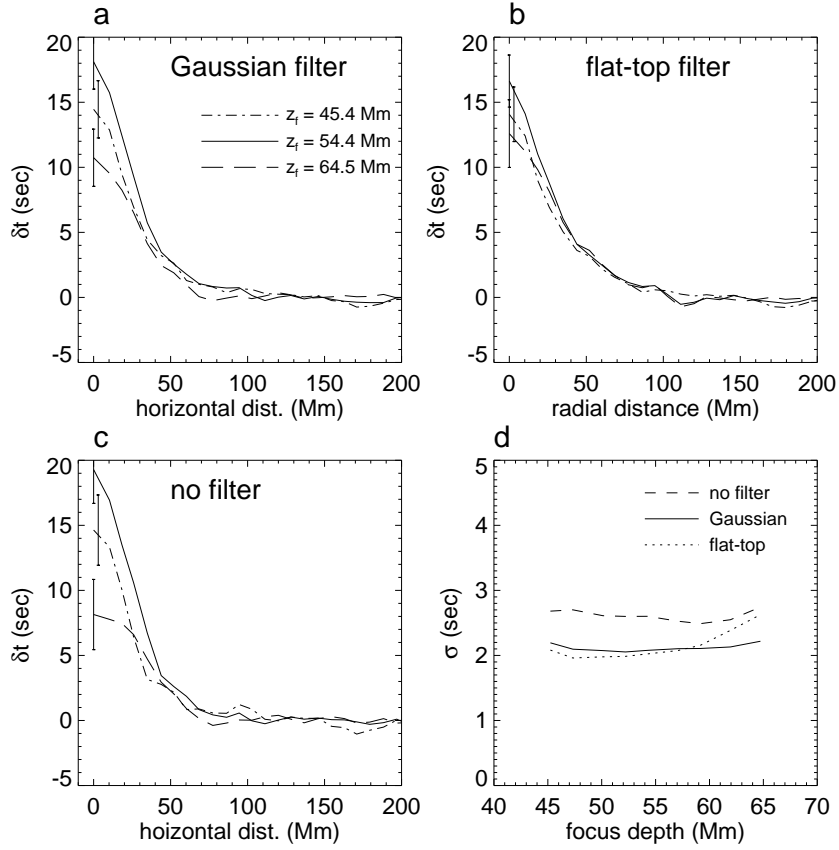 a
20
15
10
5
0
-5
δt (sec)
Gaussian filter
z_f = 45.4 Mm
z_f = 54.4 Mm
z_f = 64.5 Mm
0 50 100 150 200
horizontal dist. (Mm)
b
20
15
10
5
0
-5
δt (sec)
flat-top filter
0 50 100 150 200
radial distance (Mm)
c
20
15
10
5
0
-5
δt (sec)
no filter
0 50 100 150 200
hoizontal dist. (Mm)
d
5
4
3
2
1
0
σ (sec)
no filter
Gaussian
flat-top
40 45 50 55 60 65 70
focus depth (Mm)